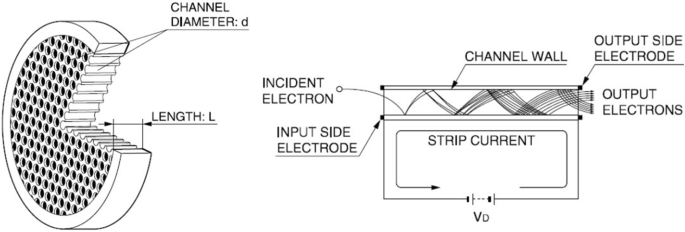 CHANNEL
DIAMETER: d
LENGTH: L
CHANNEL WALL
OUTPUT SIDE
ELECTRODE
INCIDENT
ELECTRON
OUTPUT
ELECTRONS
INPUT SIDE
ELECTRODE
STRIP CURRENT
VD